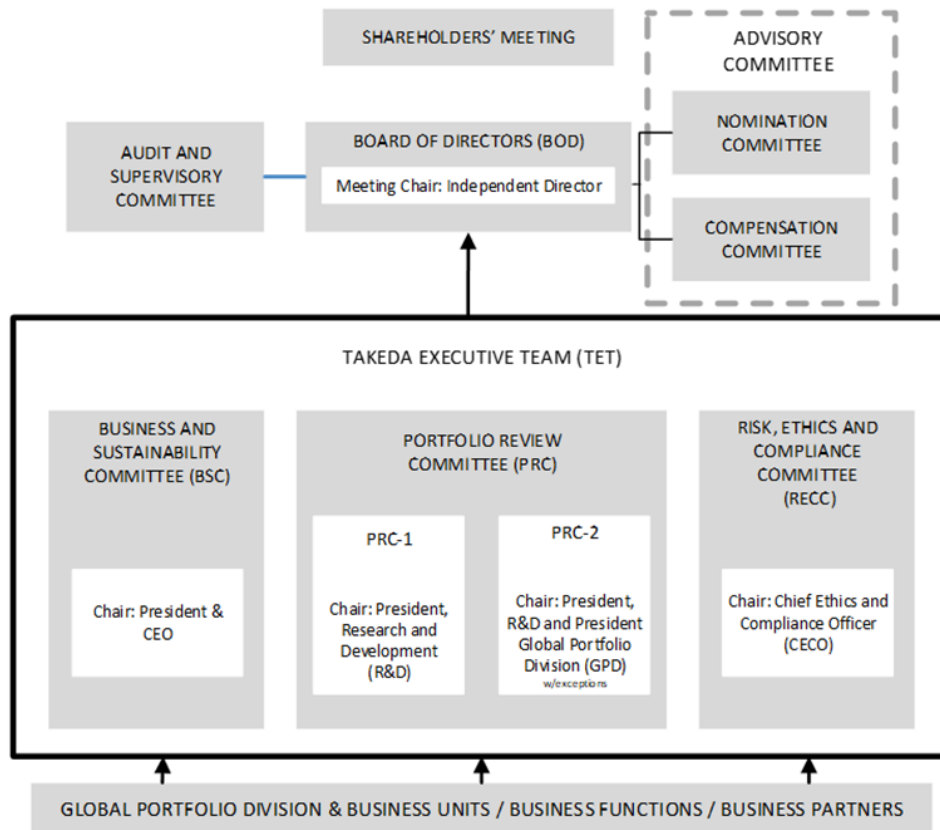 SHAREHOLDERS' MEETING
ADVISORY
COMMITTEE
NOMINATION
COMMITTEE
COMPENSATION
COMMITTEE
AUDIT AND
SUPERVISORY
COMMITTEE
BOARD OF DIRECTORS (BOD)
Meeting Chair: Independent Director
TAKEDA EXECUTIVE TEAM (TET)
BUSINESS AND
SUSTAINABILITY
COMMITTEE (BSC)
Chair: President &
CEO
PORTFOLIO REVIEW
COMMITTEE (PRC)
PRC-1
Chair: President,
Research and
Development
(R&D)
PRC-2
Chair: President,
R&D and President
Global Portfolio
Division (GPD)
w/exceptions
RISK, ETHICS AND
COMPLIANCE
COMMITTEE
(RECC)
Chair: Chief Ethics and
Compliance Officer
(CECO)
GLOBAL PORTFOLIO DIVISION & BUSINESS UNITS / BUSINESS FUNCTIONS / BUSINESS PARTNERS